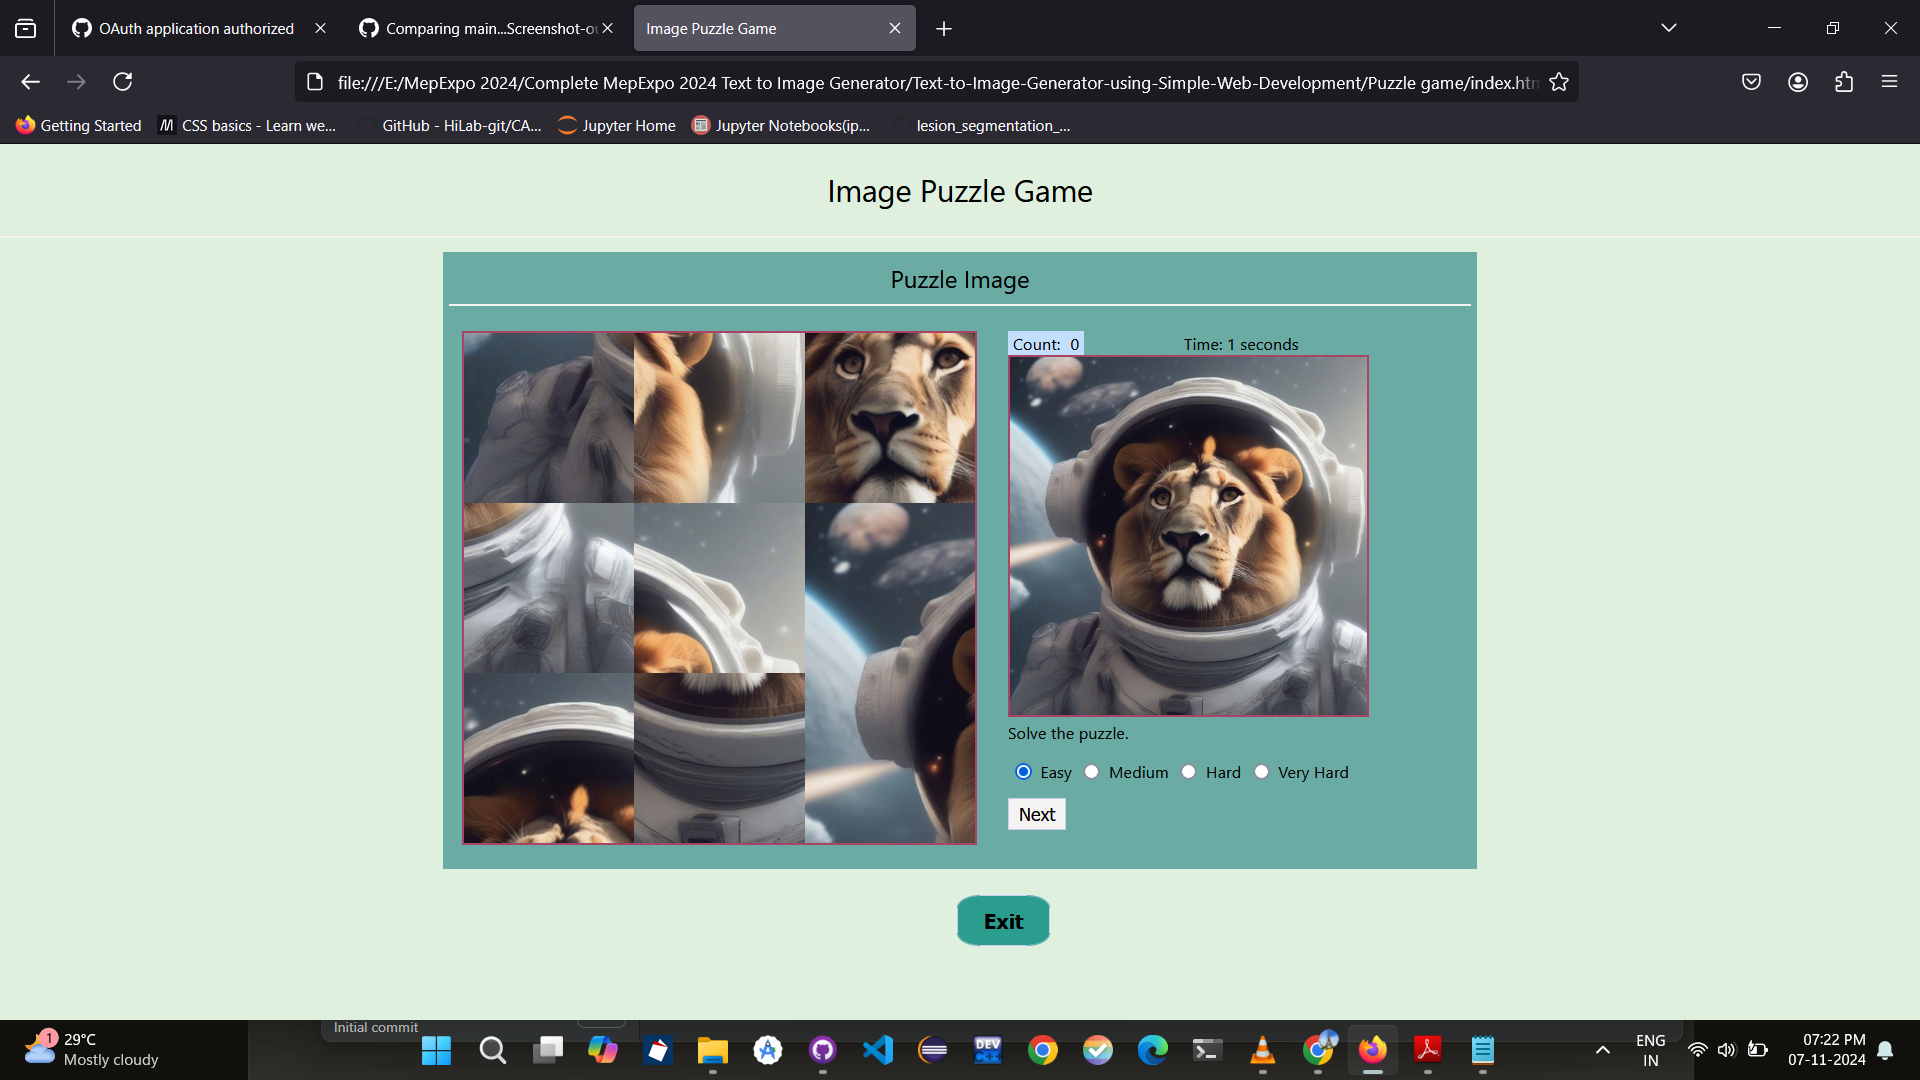 OAuth application authorized
Comparing main...Screenshot-ou
Image Puzzle Game
file:///E:/MepExpo 2024/Complete MepExpo 2024 Text to Image Generator/Text-to-Image-Generator-using-Simple-Web-Development/Puzzle game/index.htm
Getting Started
CSS basics - Learn we...
GitHub - HiLab-git/CA...
Jupyter Home
Jupyter Notebooks(ip...
lesion_segmentation_...
Image Puzzle Game
Puzzle Image
Count: 0
Time: 1 seconds
Solve the puzzle.
Easy Medium Hard Very Hard
Next
Exit
Initial commit
1
29°C
Mostly cloudy
DEV
ENG
IN
07:22 PM
07-11-2024